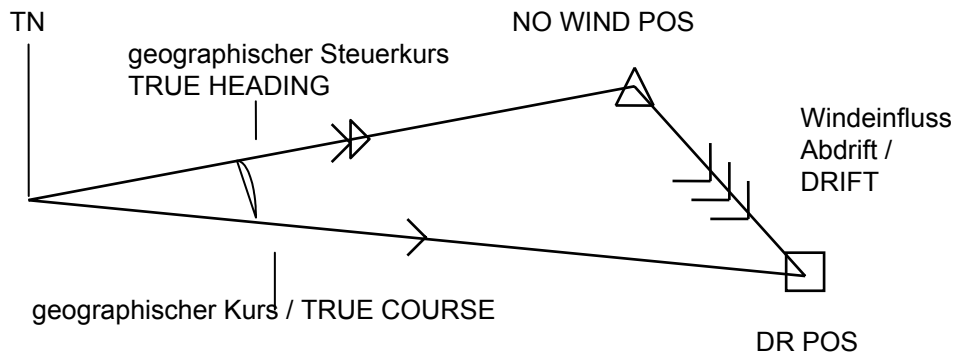 TN
NO WIND POS
geographischer Steuerkurs
TRUE HEADING
Windeinfluss
Abdrift /
DRIFT
geographischer Kurs / TRUE COURSE
DR POS